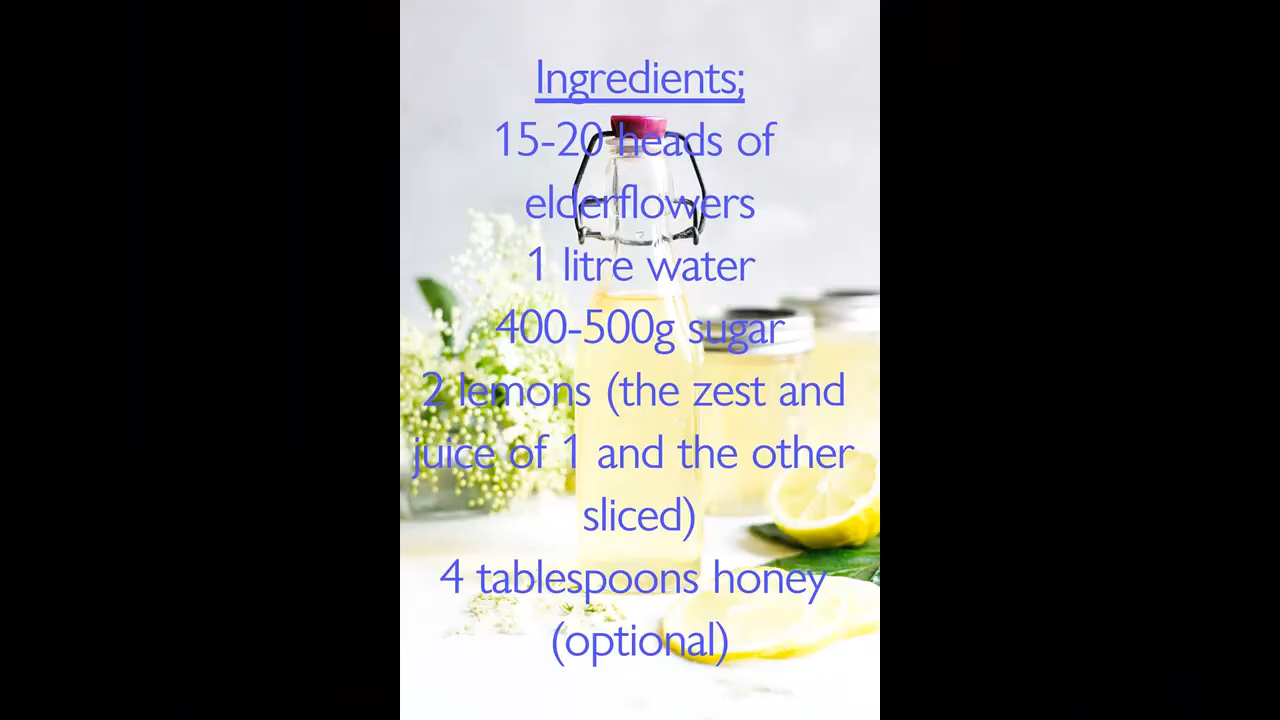 Ingredients;
15-20 heads of
elderflowers
1 litre water
400-500g sugar
2 lemons (the zest and
juice of 1 and the other
sliced)
4 tablespoons honey
(optional)